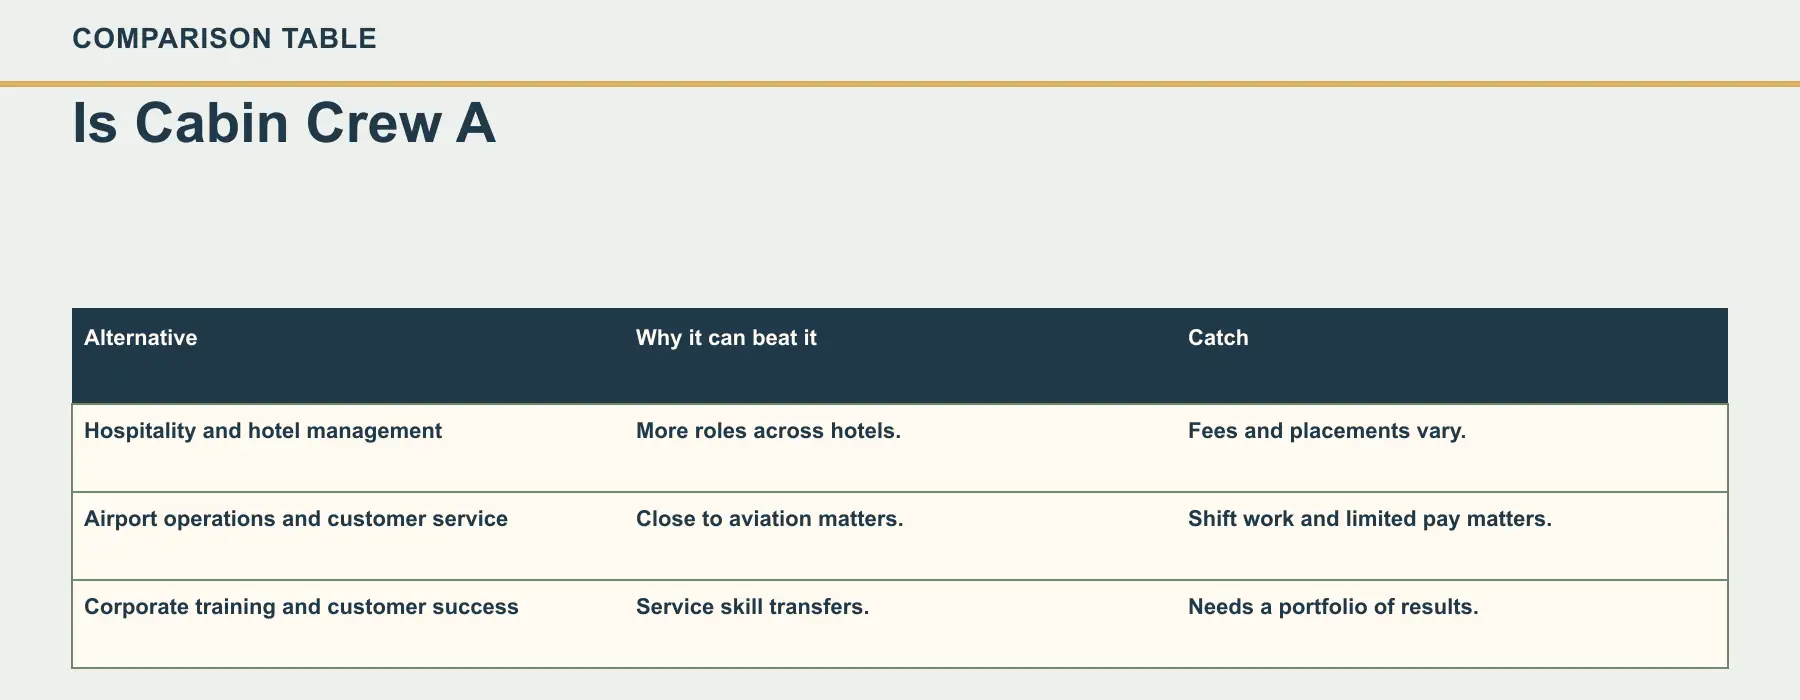 COMPARISON TABLE
Is Cabin Crew A
Alternative Why it can beat it Catch
Hospitality and hotel management More roles across hotels. Fees and placements vary.
Airport operations and customer service Close to aviation matters. Shift work and limited pay matters.
Corporate training and customer success Service skill transfers. Needs a portfolio of results.